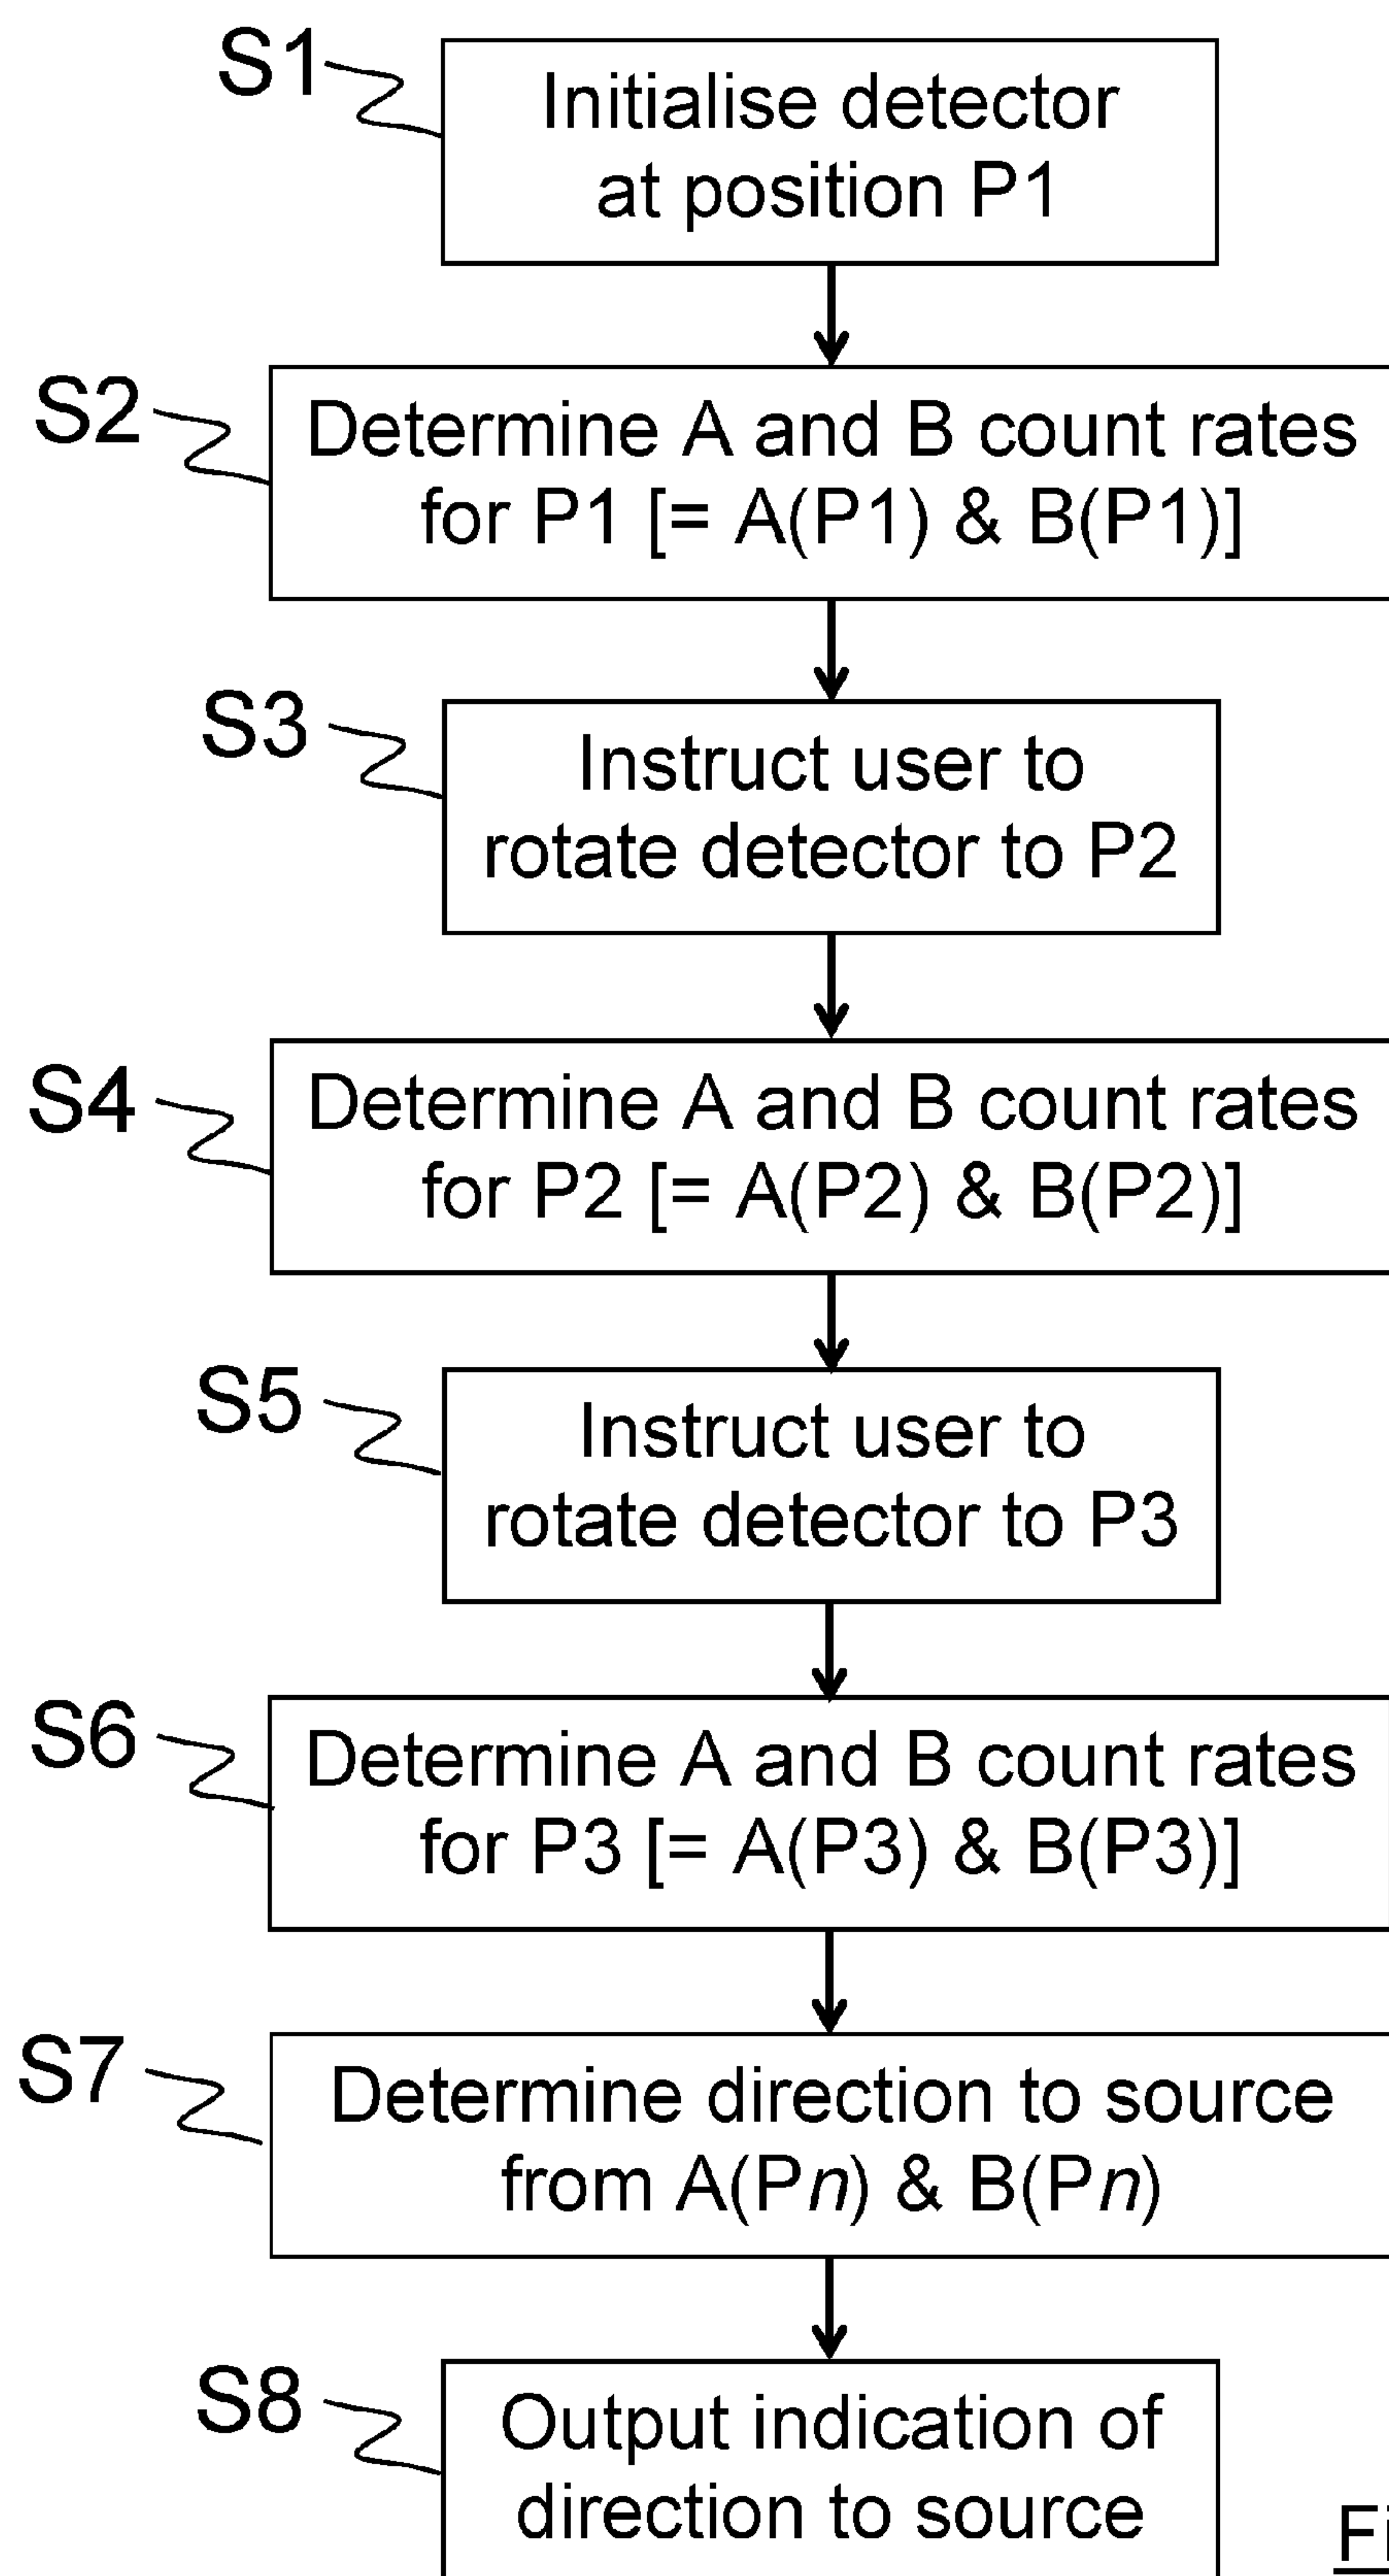 S1
Initialise detector
at position P1
S2
Determine A and B count rates
for P1 [= A(P1) & B(P1)]
S3
Instruct user to
rotate detector to P2
S4
Determine A and B count rates
for P2 [= A(P2) & B(P2)]
S5
Instruct user to
rotate detector to P3
S6
Determine A and B count rates
for P3 [= A(P3) & B(P3)]
S7
Determine direction to source
from A(Pn) & B(Pn)
S8
Output indication of
direction to source